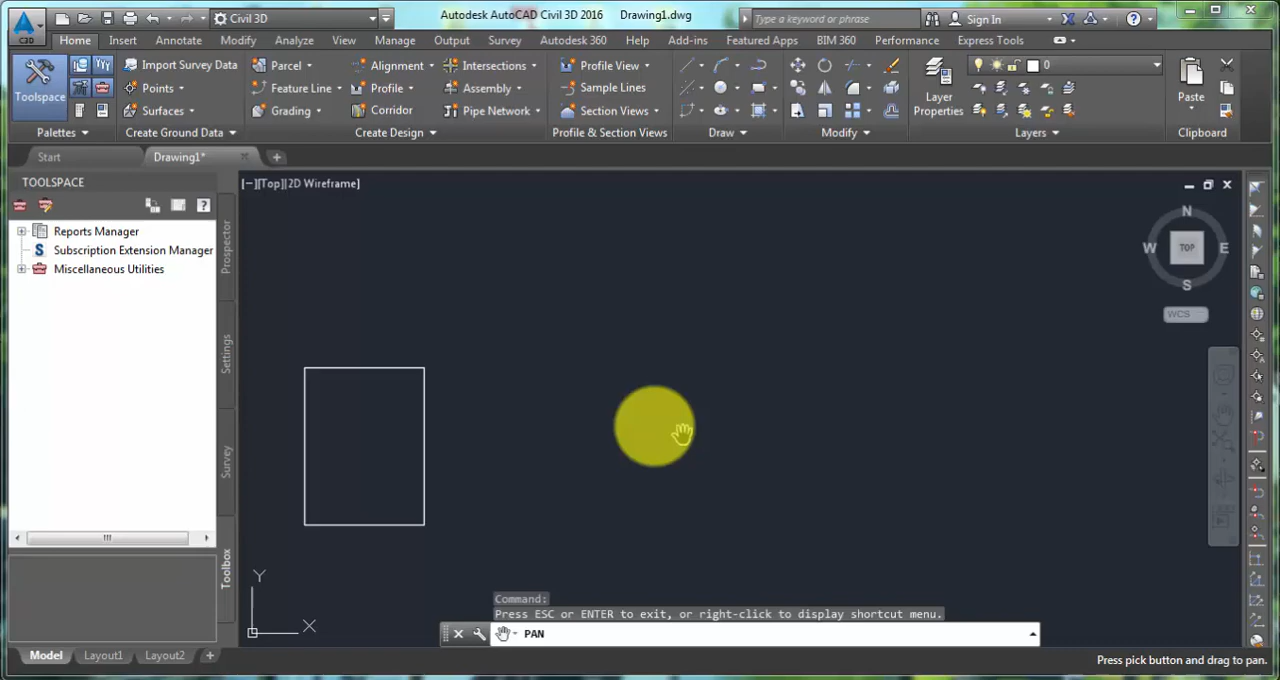 Civil 3D
Autodesk AutoCAD Civil 3D 2016 Drawing1.dwg
Type a keyword or phrase
Sign In
C3D
Home Insert Annotate Modify Analyze View Manage Output Survey Autodesk 360 Help Add-ins Featured Apps BIM 360 Performance Express Tools
Toolspace
Import Survey Data
Points
Surfaces
Parcel
Feature Line
Grading
Alignment
Profile
Corridor
Intersections
Assembly
Pipe Network
Profile View
Sample Lines
Section Views
Layer
Properties
0
Paste
Palettes
Create Ground Data
Create Design
Profile & Section Views
Draw
Modify
Layers
Clipboard
Start
Drawing1*
TOOLSPACE
Reports Manager
Subscription Extension Manager
Miscellaneous Utilities
Prospector
Settings
Survey
Toolbox
[−][Top][2D Wireframe]
N
W
TOP
E
S
WCS
Y
X
Command:
Press ESC or ENTER to exit, or right-click to display shortcut menu.
PAN
Model Layout1 Layout2
Press pick button and drag to pan.